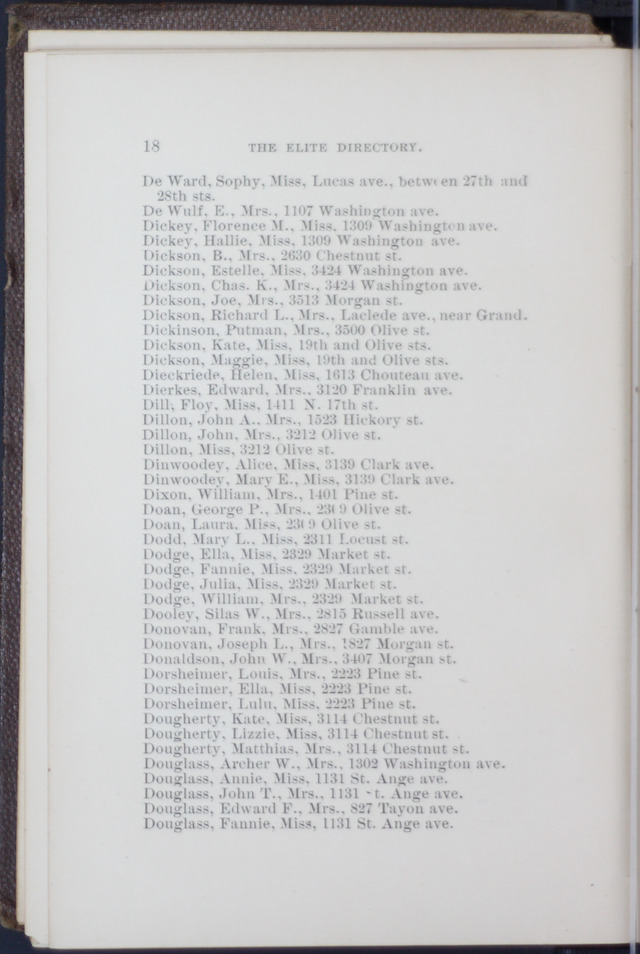 18 THE ELITE DIRECTORY.
De Ward, Sophy, Miss, Lucas ave., between 27th and
28th sts.
De Wulf, E., Mrs., 1107 Washington ave.
Dickey, Florence M., Miss, 1309 Washington ave.
Dickey, Hallie, Miss, 1309 Washington ave.
Dickson, B., Mrs., 2630 Chestnut st.
Dickson, Estelle, Miss, 3424 Washington ave.
Dickson, Chas. K., Mrs., 3424 Washington ave.
Dickson, Joe, Mrs., 3513 Morgan st.
Dickson, Richard L., Mrs., Laclede ave., near Grand.
Dickinson, Putman, Mrs., 3500 Olive st.
Dickson, Kate, Miss, 19th and Olive sts.
Dickson, Maggie, Miss, 19th and Olive sts.
Dieckriede, Helen, Miss, 1613 Chouteau ave.
Dierkes, Edward, Mrs., 3120 Franklin ave.
Dill, Floy, Miss, 1411 N. 17th st.
Dillon, John A., Mrs., 1523 Hickory st.
Dillon, John, Mrs., 3212 Olive st.
Dillon, Miss, 3212 Olive st.
Dinwoodey, Alice, Miss, 3139 Clark ave.
Dinwoodey, Mary E., Miss, 3139 Clark ave.
Dixon, William, Mrs., 1401 Pine st.
Doan, George P., Mrs., 2309 Olive st.
Doan, Laura, Miss, 2309 Olive st.
Dodd, Mary L., Miss, 2311 Locust st.
Dodge, Ella, Miss, 2329 Market st.
Dodge, Fannie, Miss, 2329 Market st.
Dodge, Julia, Miss, 2329 Market st.
Dodge, William, Mrs., 2329 Market st.
Dooley, Silas W., Mrs., 2815 Russell ave.
Donovan, Frank, Mrs., 2827 Gamble ave.
Donovan, Joseph L., Mrs., 1827 Morgan st.
Donaldson, John W., Mrs., 3407 Morgan st.
Dorsheimer, Louis, Mrs., 2223 Pine st.
Dorsheimer, Ella, Miss, 2223 Pine st.
Dorsheimer, Lulu, Miss, 2223 Pine st.
Dougherty, Kate, Miss, 3114 Chestnut st.
Dougherty, Lizzie, Miss, 3114 Chestnut st.
Dougherty, Matthias, Mrs., 3114 Chestnut st.
Douglass, Archer W., Mrs., 1302 Washington ave.
Douglass, Annie, Miss, 1131 St. Ange ave.
Douglass, John T., Mrs., 1131 St. Ange ave.
Douglass, Edward F., Mrs., 827 Tayon ave.
Douglass, Fannie, Miss, 1131 St. Ange ave.